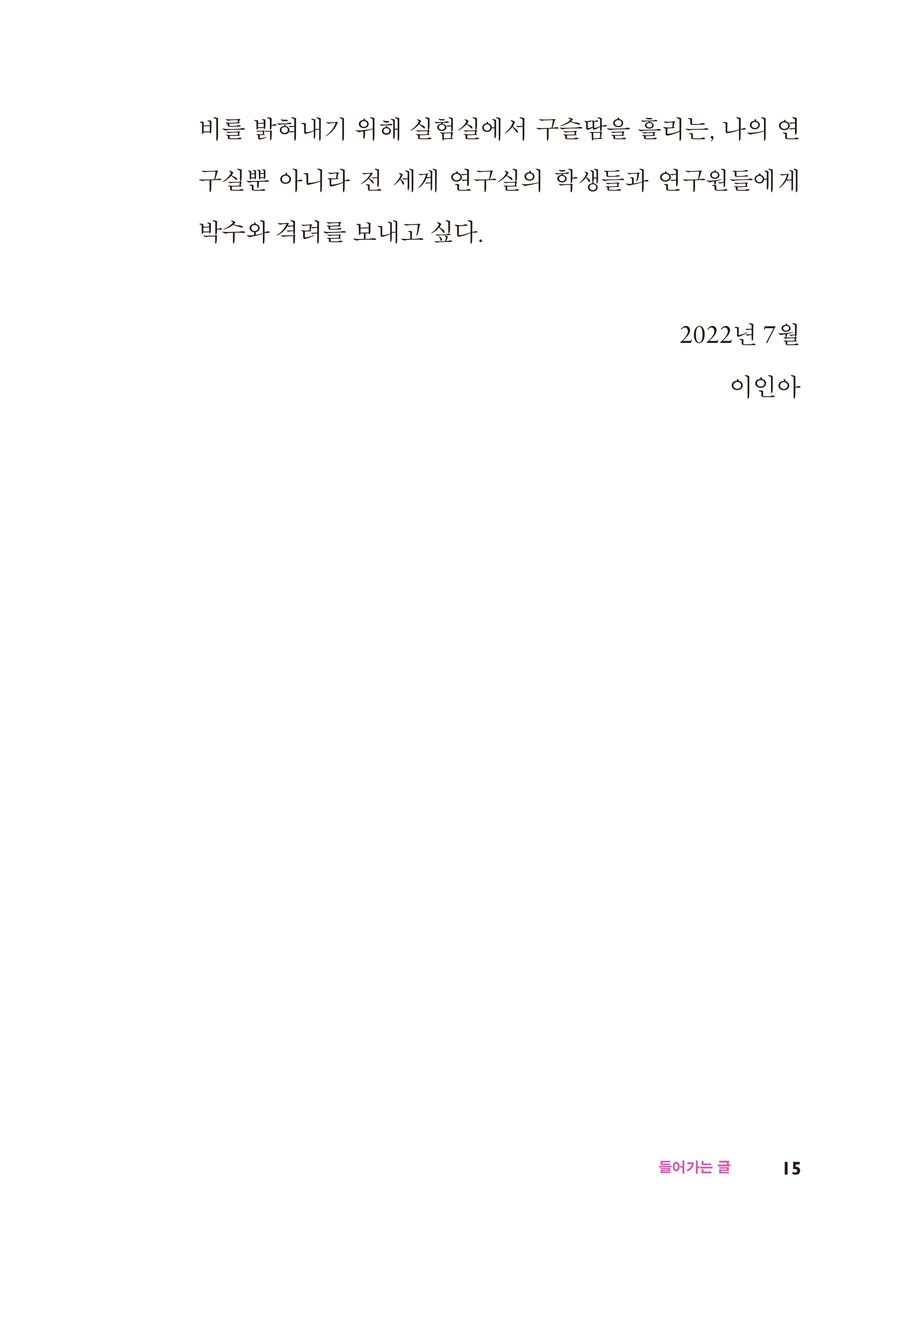 비를 밝혀내기 위해 실험실에서 구슬땀을 흘리는, 나의 연
구실뿐 아니라 전 세계 연구실의 학생들과 연구원들에게
박수와 격려를 보내고 싶다.
2022년 7월
이인아
들어가는 글 15